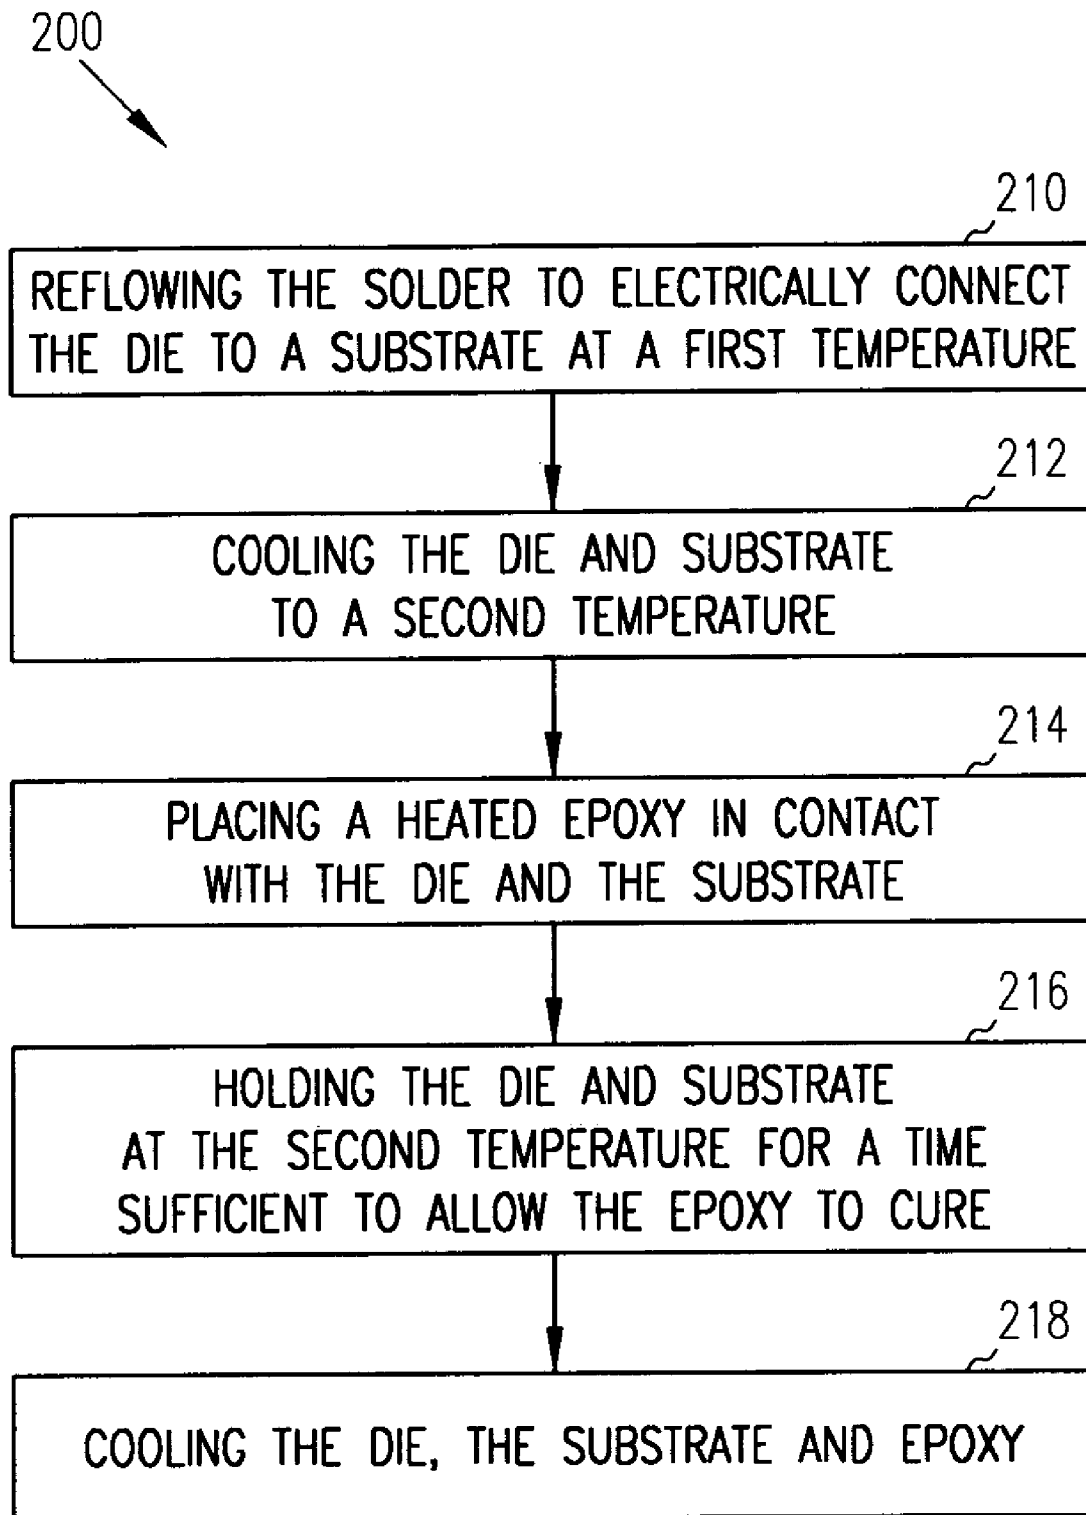 200
210
REFLOWING THE SOLDER TO ELECTRICALLY CONNECT
THE DIE TO A SUBSTRATE AT A FIRST TEMPERATURE
212
COOLING THE DIE AND SUBSTRATE
TO A SECOND TEMPERATURE
214
PLACING A HEATED EPOXY IN CONTACT
WITH THE DIE AND THE SUBSTRATE
216
HOLDING THE DIE AND SUBSTRATE
AT THE SECOND TEMPERATURE FOR A TIME
SUFFICIENT TO ALLOW THE EPOXY TO CURE
218
COOLING THE DIE, THE SUBSTRATE AND EPOXY